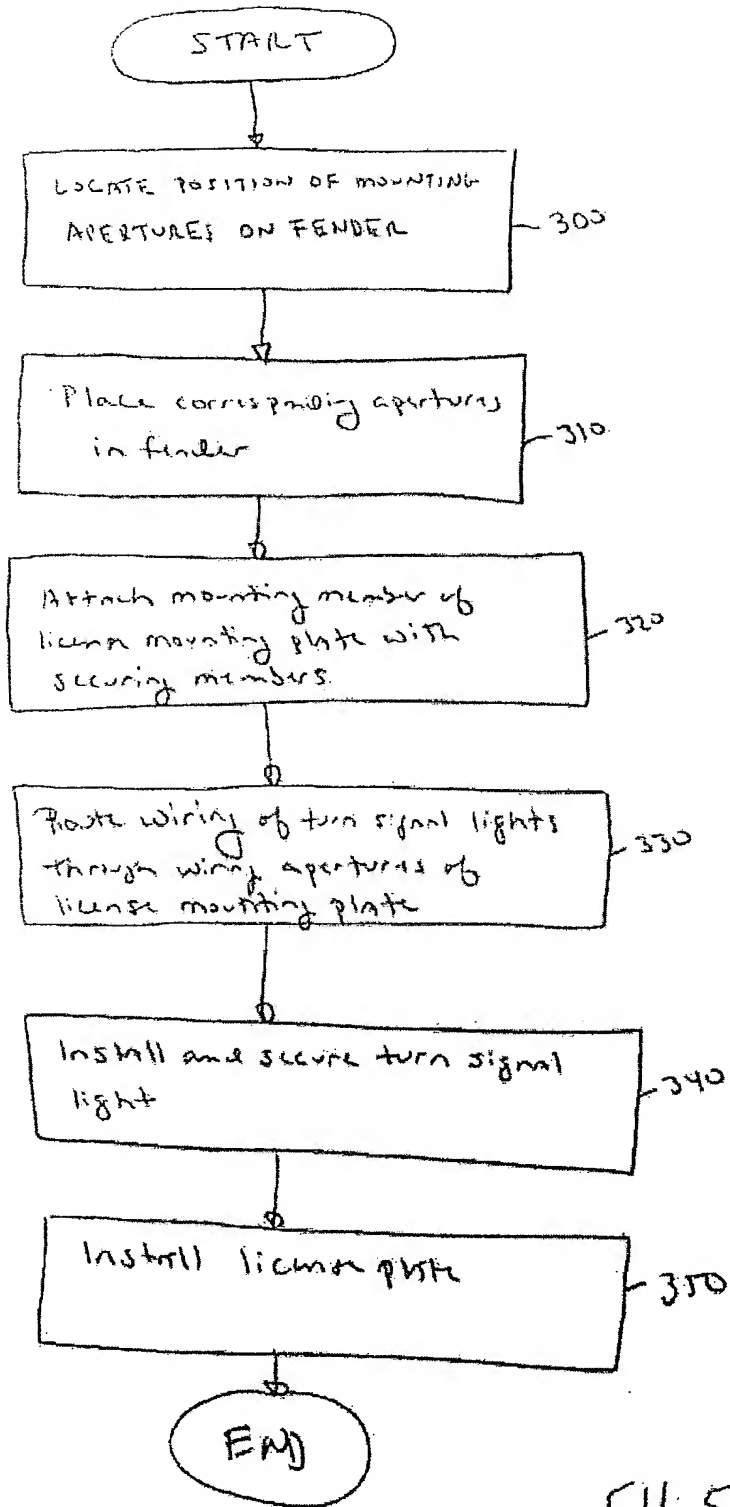 START
LOCATE POSITION OF MOUNTING
APERTURES ON FENDER
300
Place corresponding apertures
in fender
310
Attach mounting member of
license mounting plate with
securing members.
320
Route wiring of turn signal lights
through wiring apertures of
license mounting plate
330
Install and secure turn signal
light
340
Install license plate
350
END